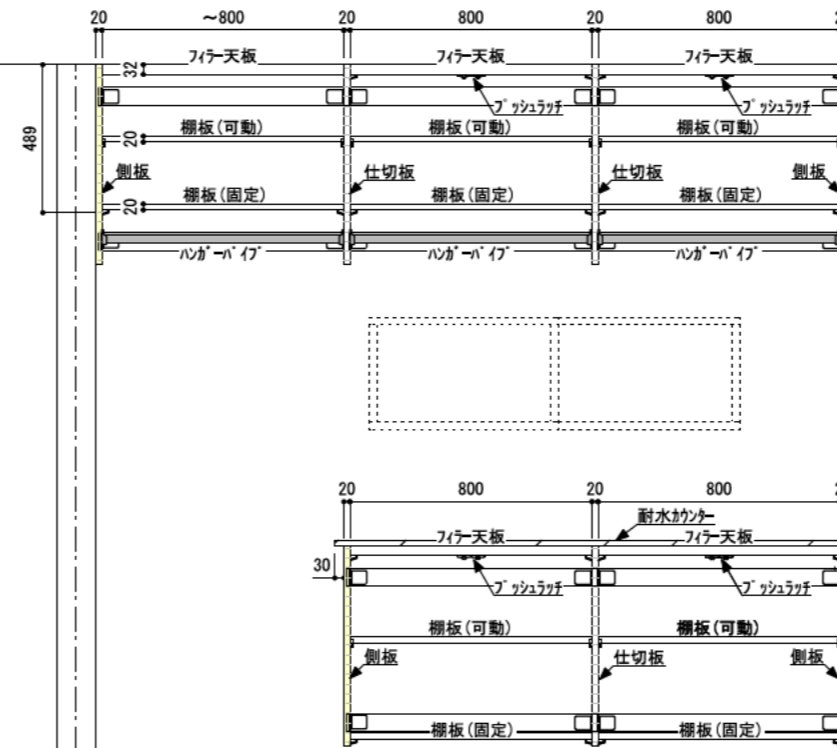 20 ～800 20 800 20 800
フィラー天板 フィラー天板 フィラー天板
32
プッシュラッチ プッシュラッチ
489
棚板(可動) 棚板(可動) 棚板(可動)
20
側板 仕切板 仕切板 側板
棚板(固定) 棚板(固定) 棚板(固定)
20
ハンガーパイプ ハンガーパイプ ハンガーパイプ
20 800 20 800
耐水カウンター
フィラー天板 フィラー天板
30
プッシュラッチ プッシュラッチ
棚板(可動) 棚板(可動)
側板 仕切板 側板
棚板(固定) 棚板(固定)